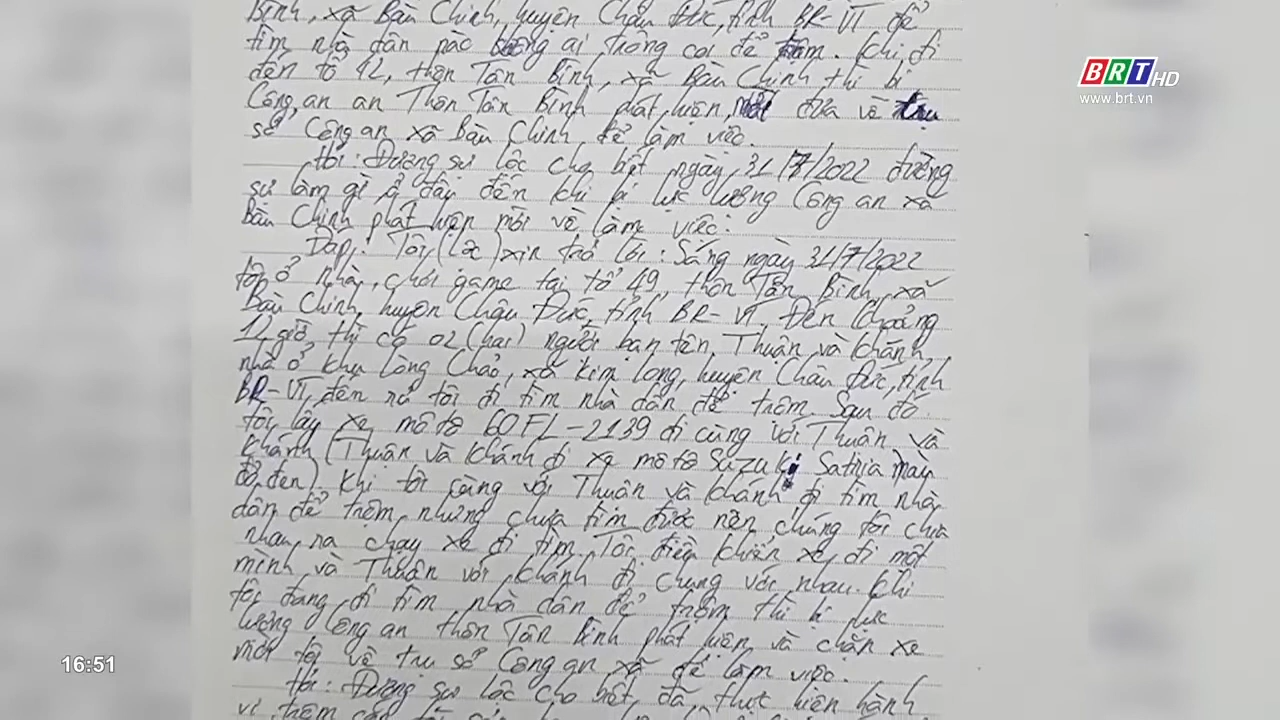 Bình, xã Bàu Chinh, huyện Châu Đức, tỉnh BR-VT để
tìm nhà dân nào không ai trông coi để trộm. Khi đi
đến tổ 42, thôn Tân Bình, xã Bàu Chinh thì bị
Công an an Thôn Tân Bình phát hiện, mời đưa về trụ
sở Công an xã Bàu Chinh để làm việc.
Hỏi: Đương sự Lộc cho biết ngày 31/7/2022 đương
sự làm gì, ở đâu đến khi bị lực lượng Công an xã
Bàu Chinh phát hiện mời về làm việc?
Đáp: Tôi (Lộc) xin trả lời: Sáng ngày 31/7/2022
tôi ở nhà, chơi game tại tổ 49, thôn Tân Bình, xã
Bàu Chinh, huyện Châu Đức, tỉnh BR-VT. Đến khoảng
12 giờ thì có 02 (hai) người bạn tên Thuận và Khánh,
nhà ở khu Lòng Chảo, xã Kim Long, huyện Châu Đức, tỉnh
BR-VT, đến rủ tôi đi tìm nhà dân để trộm. Sau đó
tôi lấy xe mô tô 60FL-2139 đi cùng với Thuận và
Khánh (Thuận và Khánh đi xe mô tô Suzuki Satria màu
đỏ đen). Khi tôi cùng với Thuận và Khánh đi tìm nhà
dân để trộm, nhưng chưa tìm được nên chúng tôi chia
nhau ra chạy xe đi tìm. Tôi điều khiển xe đi một
mình và Thuận với Khánh đi chung với nhau. Khi
tôi đang đi tìm nhà dân để trộm thì bị lực
lượng Công an thôn Tân Bình phát hiện và chặn xe
mời tôi về trụ sở Công an xã để làm việc.
Hỏi: Đương sự Lộc cho biết, đã thực hiện hành
vi trộm
BRT HD
www.brt.vn
16:51